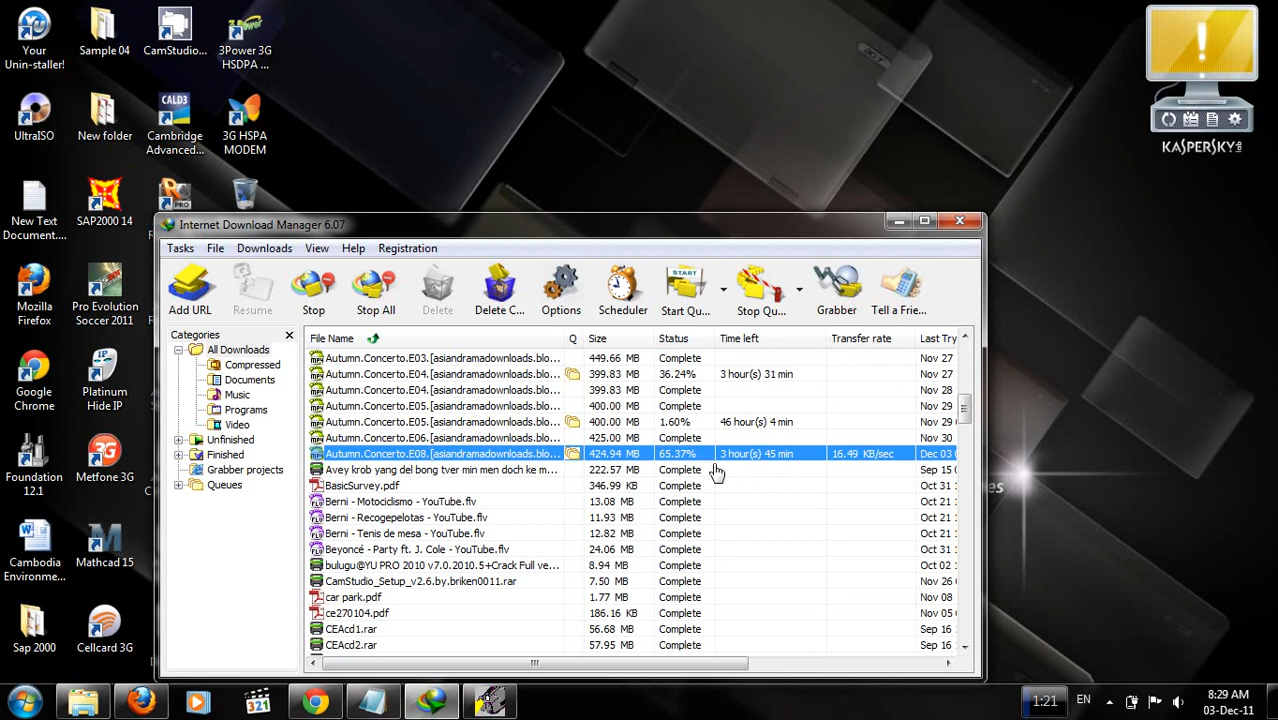 Your
Unin-staller!
Sample 04
CamStudio...
3Power 3G
HSDPA ...
UltraISO
New folder
CALD3
Cambridge
Advanced...
3G HSPA
MODEM
New Text
Document....
SAP2000 14
PRO
Mozilla
Firefox
Pro Evolution
Soccer 2011
Google
Chrome
Platinum
Hide IP
Foundation
12.1
Metfone 3G
Cambodia
Environme...
Mathcad 15
Sap 2000
Cellcard 3G
acer
KASPERSKY
Internet Download Manager 6.07
Tasks File Downloads View Help Registration
Add URL Resume Stop Stop All Delete Delete C... Options Scheduler START Start Qu... Stop Qu... Grabber Tell a Frie...
Categories
All Downloads
Compressed
Documents
Music
Programs
Video
Unfinished
Finished
Grabber projects
Queues
File Name Q Size Status Time left Transfer rate Last Try
Autumn.Concerto.E03.[asiandramadownloads.blo... 449.66 MB Complete Nov 27
Autumn.Concerto.E04.[asiandramadownloads.blo... 399.83 MB 36.24% 3 hour(s) 31 min Nov 27
Autumn.Concerto.E04.[asiandramadownloads.blo... 399.83 MB Complete Nov 28
Autumn.Concerto.E05.[asiandramadownloads.blo... 400.00 MB Complete Nov 29
Autumn.Concerto.E05.[asiandramadownloads.blo... 400.00 MB 1.60% 46 hour(s) 4 min Nov 29
Autumn.Concerto.E06.[asiandramadownloads.blo... 425.00 MB Complete Nov 30
Autumn.Concerto.E08.[asiandramadownloads.blo... 424.94 MB 65.37% 3 hour(s) 45 min 16.49 KB/sec Dec 03
Avey krob yang del bong tver min men doch ke m... 222.57 MB Complete Sep 15
BasicSurvey.pdf 346.99 KB Complete Oct 31
Berni - Motociclismo - YouTube.flv 13.08 MB Complete Oct 21
Berni - Recogepelotas - YouTube.flv 11.93 MB Complete Oct 21
Berni - Tenis de mesa - YouTube.flv 12.82 MB Complete Oct 21
Beyoncé - Party ft. J. Cole - YouTube.flv 24.06 MB Complete Oct 31
bulugu@YU PRO 2010 v7.0.2010.5+Crack Full ve... 8.94 MB Complete Oct 02
CamStudio_Setup_v2.6.by.briken0011.rar 7.50 MB Complete Nov 26
car park.pdf 1.77 MB Complete Nov 08
ce270104.pdf 186.16 KB Complete Nov 05
CEAcd1.rar 56.68 MB Complete Sep 16
CEAcd2.rar 57.95 MB Complete Sep 16
es
321
1:21
EN
8:29 AM
03-Dec-11